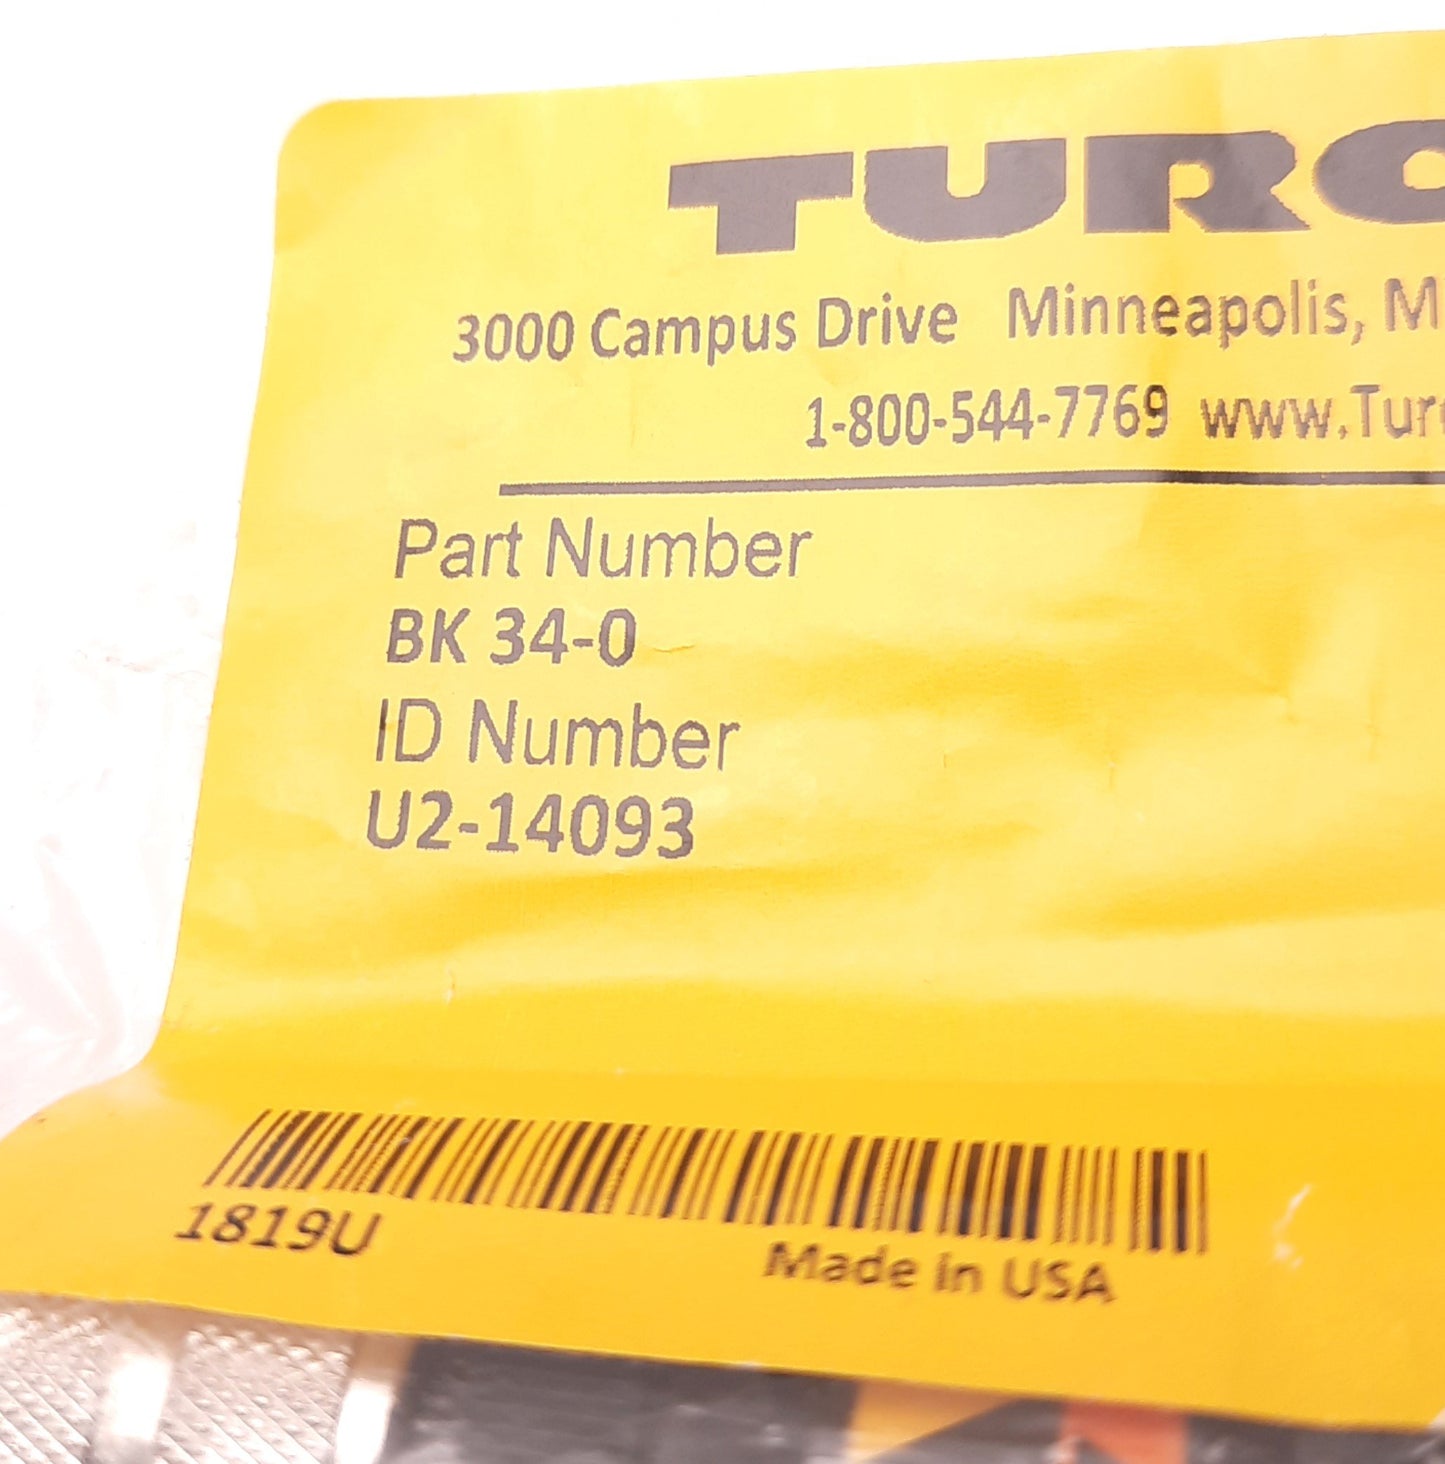 TURC
3000 Campus Drive Minneapolis, M
1-800-544-7769 www.Turc
Part Number
BK 34-0
ID Number
U2-14093
1819U
Made in USA